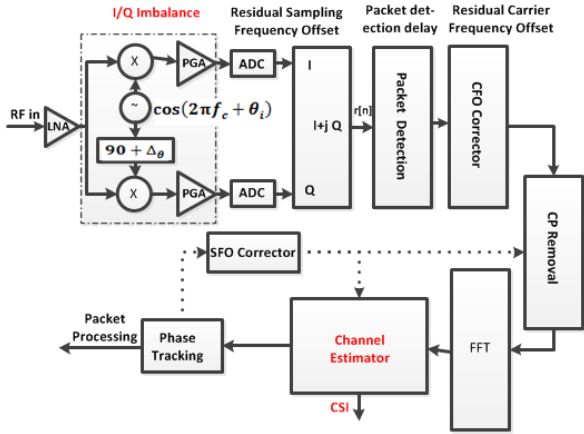 I/Q Imbalance
Residual Sampling
Frequency Offset
Packet det-
ection delay
Residual Carrier
Frequency Offset
RF in
LNA
X
PGA
ADC
I
~
cos(2πf_c + θ_i)
I+j Q
r[n]
Packet Detection
CFO Corrector
90 + Δ_θ
X
PGA
ADC
Q
CP Removal
SFO Corrector
Packet
Processing
Phase
Tracking
Channel
Estimator
FFT
CSI